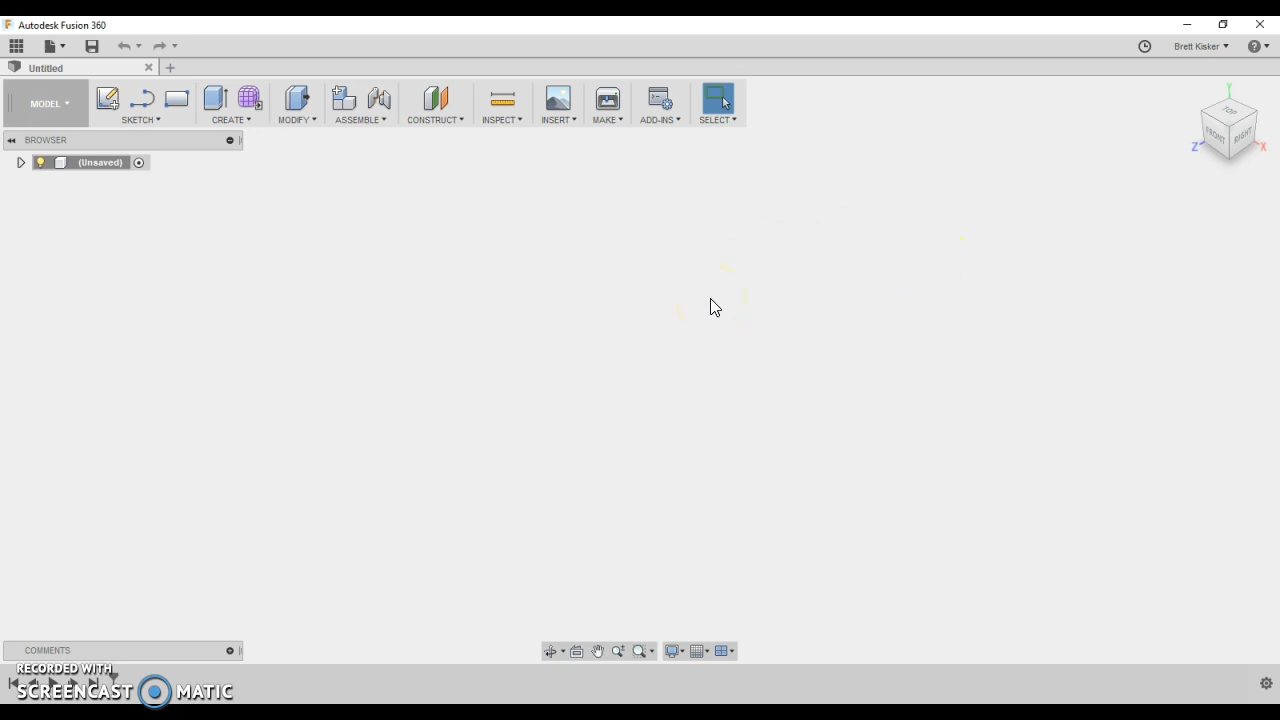 Autodesk Fusion 360
Brett Kisker
Untitled
MODEL
SKETCH
CREATE
MODIFY
ASSEMBLE
CONSTRUCT
INSPECT
INSERT
MAKE
ADD-INS
SELECT
BROWSER
(Unsaved)
Y
TOP
FRONT
RIGHT
Z
X
COMMENTS
RECORDED WITH
SCREENCAST MATIC